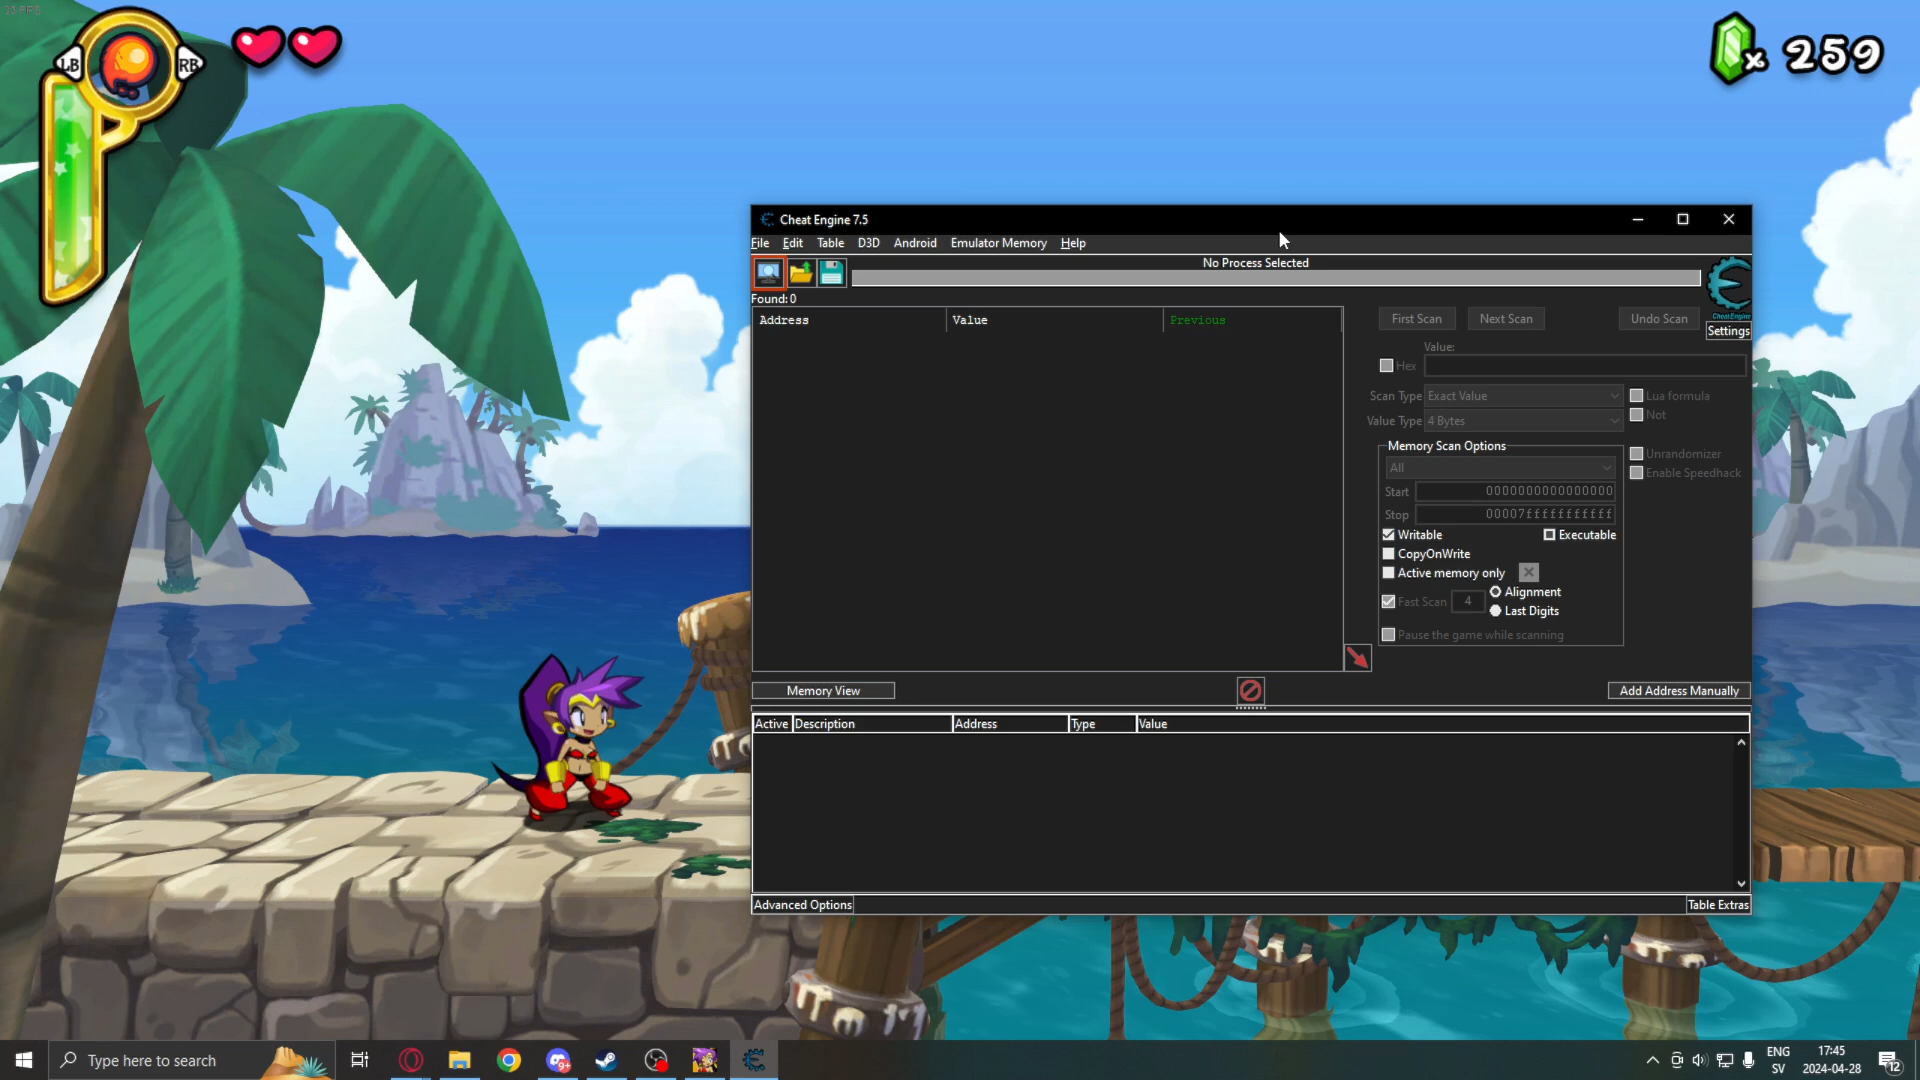 23 FPS
LB
RB
x 259
Cheat Engine 7.5
File Edit Table D3D Android Emulator Memory Help
No Process Selected
Found: 0
Cheat Engine
Settings
Address Value Previous
First Scan Next Scan Undo Scan
Value:
Hex
Scan Type Exact Value
Lua formula
Value Type 4 Bytes
Not
Memory Scan Options
All
Unrandomizer
Enable Speedhack
Start 0000000000000000
Stop 00007fffffffffff
Writable Executable
CopyOnWrite
Active memory only
Fast Scan 4
Alignment
Last Digits
Pause the game while scanning
Memory View
Add Address Manually
Active Description Address Type Value
Advanced Options
Table Extras
Type here to search
9+
ENG
SV
17:45
2024-04-28
12